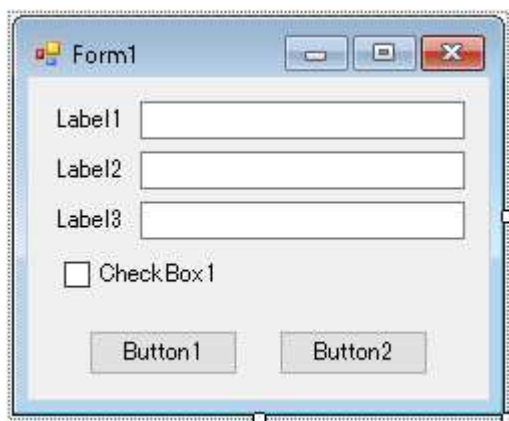 Form1
Label1
Label2
Label3
CheckBox1
Button1 Button2